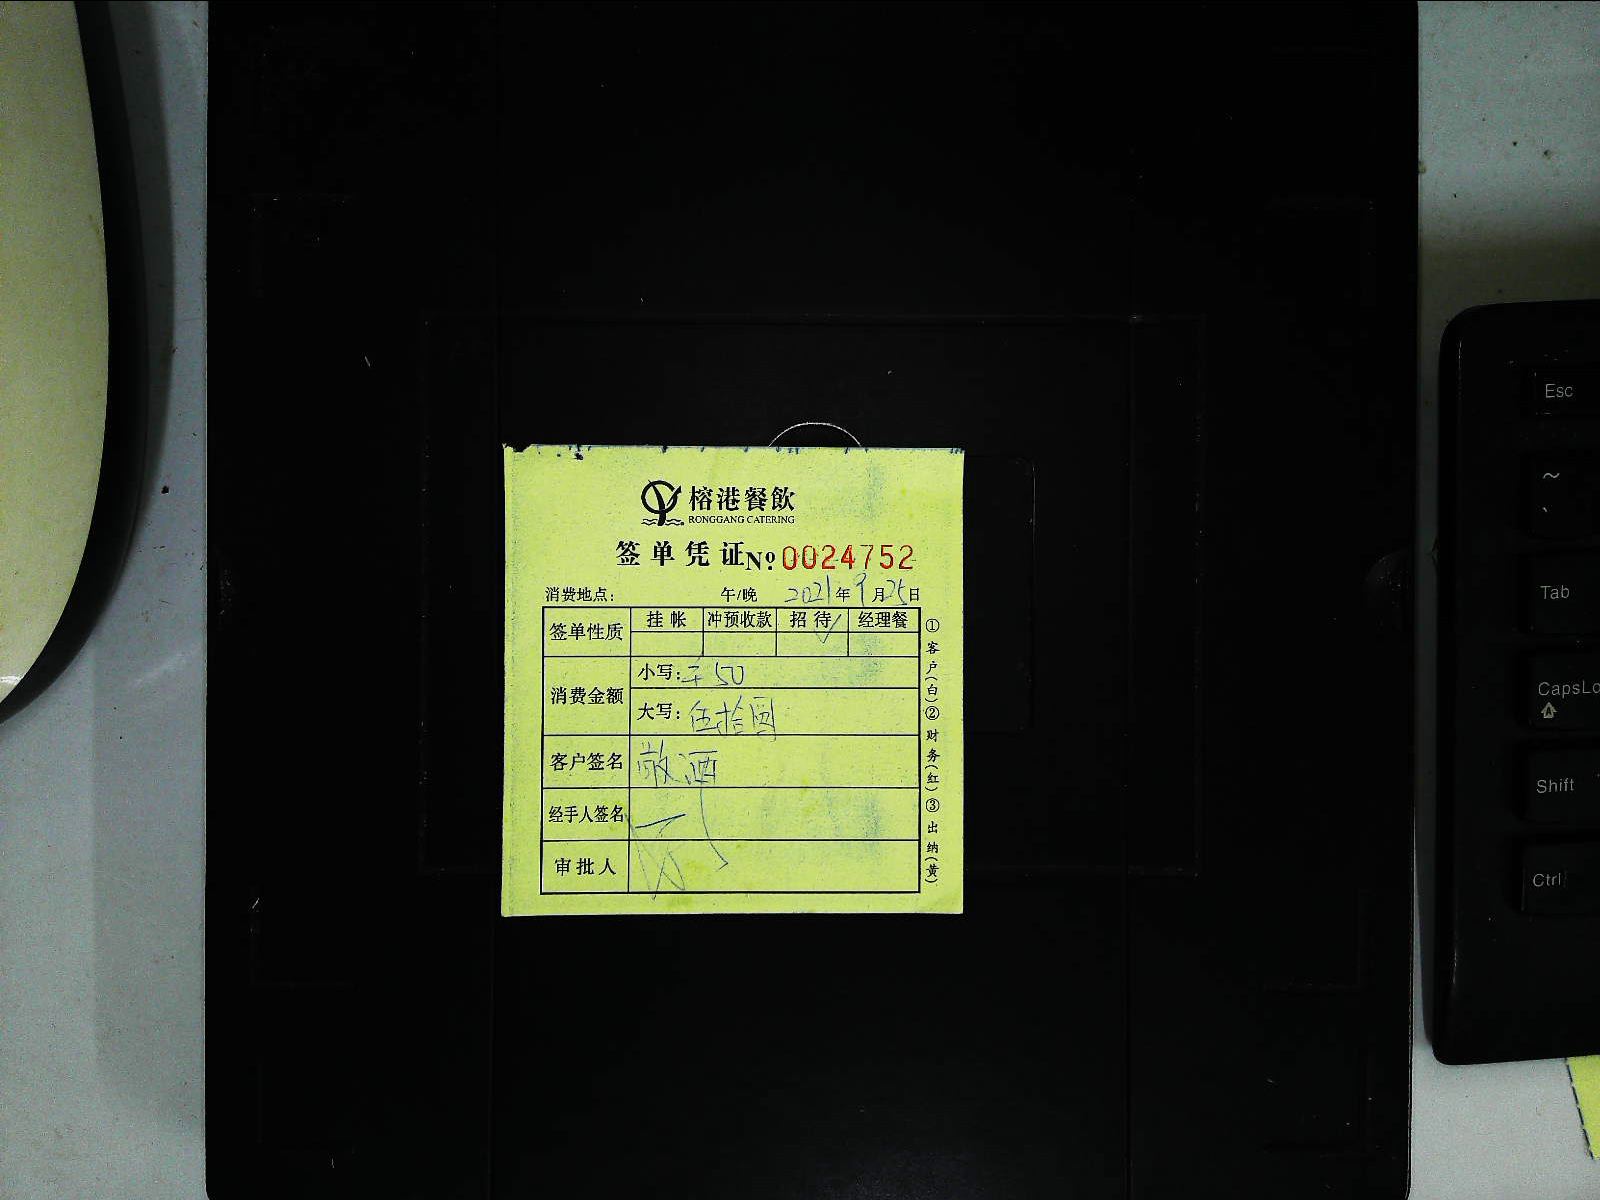 榕港餐飲
RONGGANG CATERING
签单凭证 No 0024752
消费地点: 午/晚 2021年9月25日
签单性质 挂帐 冲预收款 招待 经理餐
✓
消费金额 小写: ¥50
大写: 伍拾圆
客户签名 敬酒
经手人签名
审批人
①客户(白)②财务(红)③出纳(黄)
Esc
~
Tab
CapsLo
Shift
Ctrl